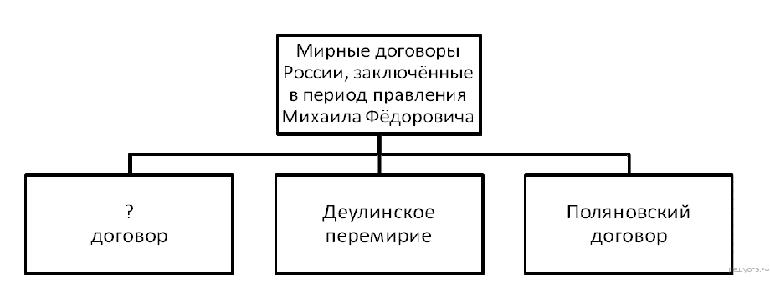 Мирные договоры
России, заключённые
в период правления
Михаила Фёдоровича
?
договор
Деулинское
перемирие
Поляновский
договор